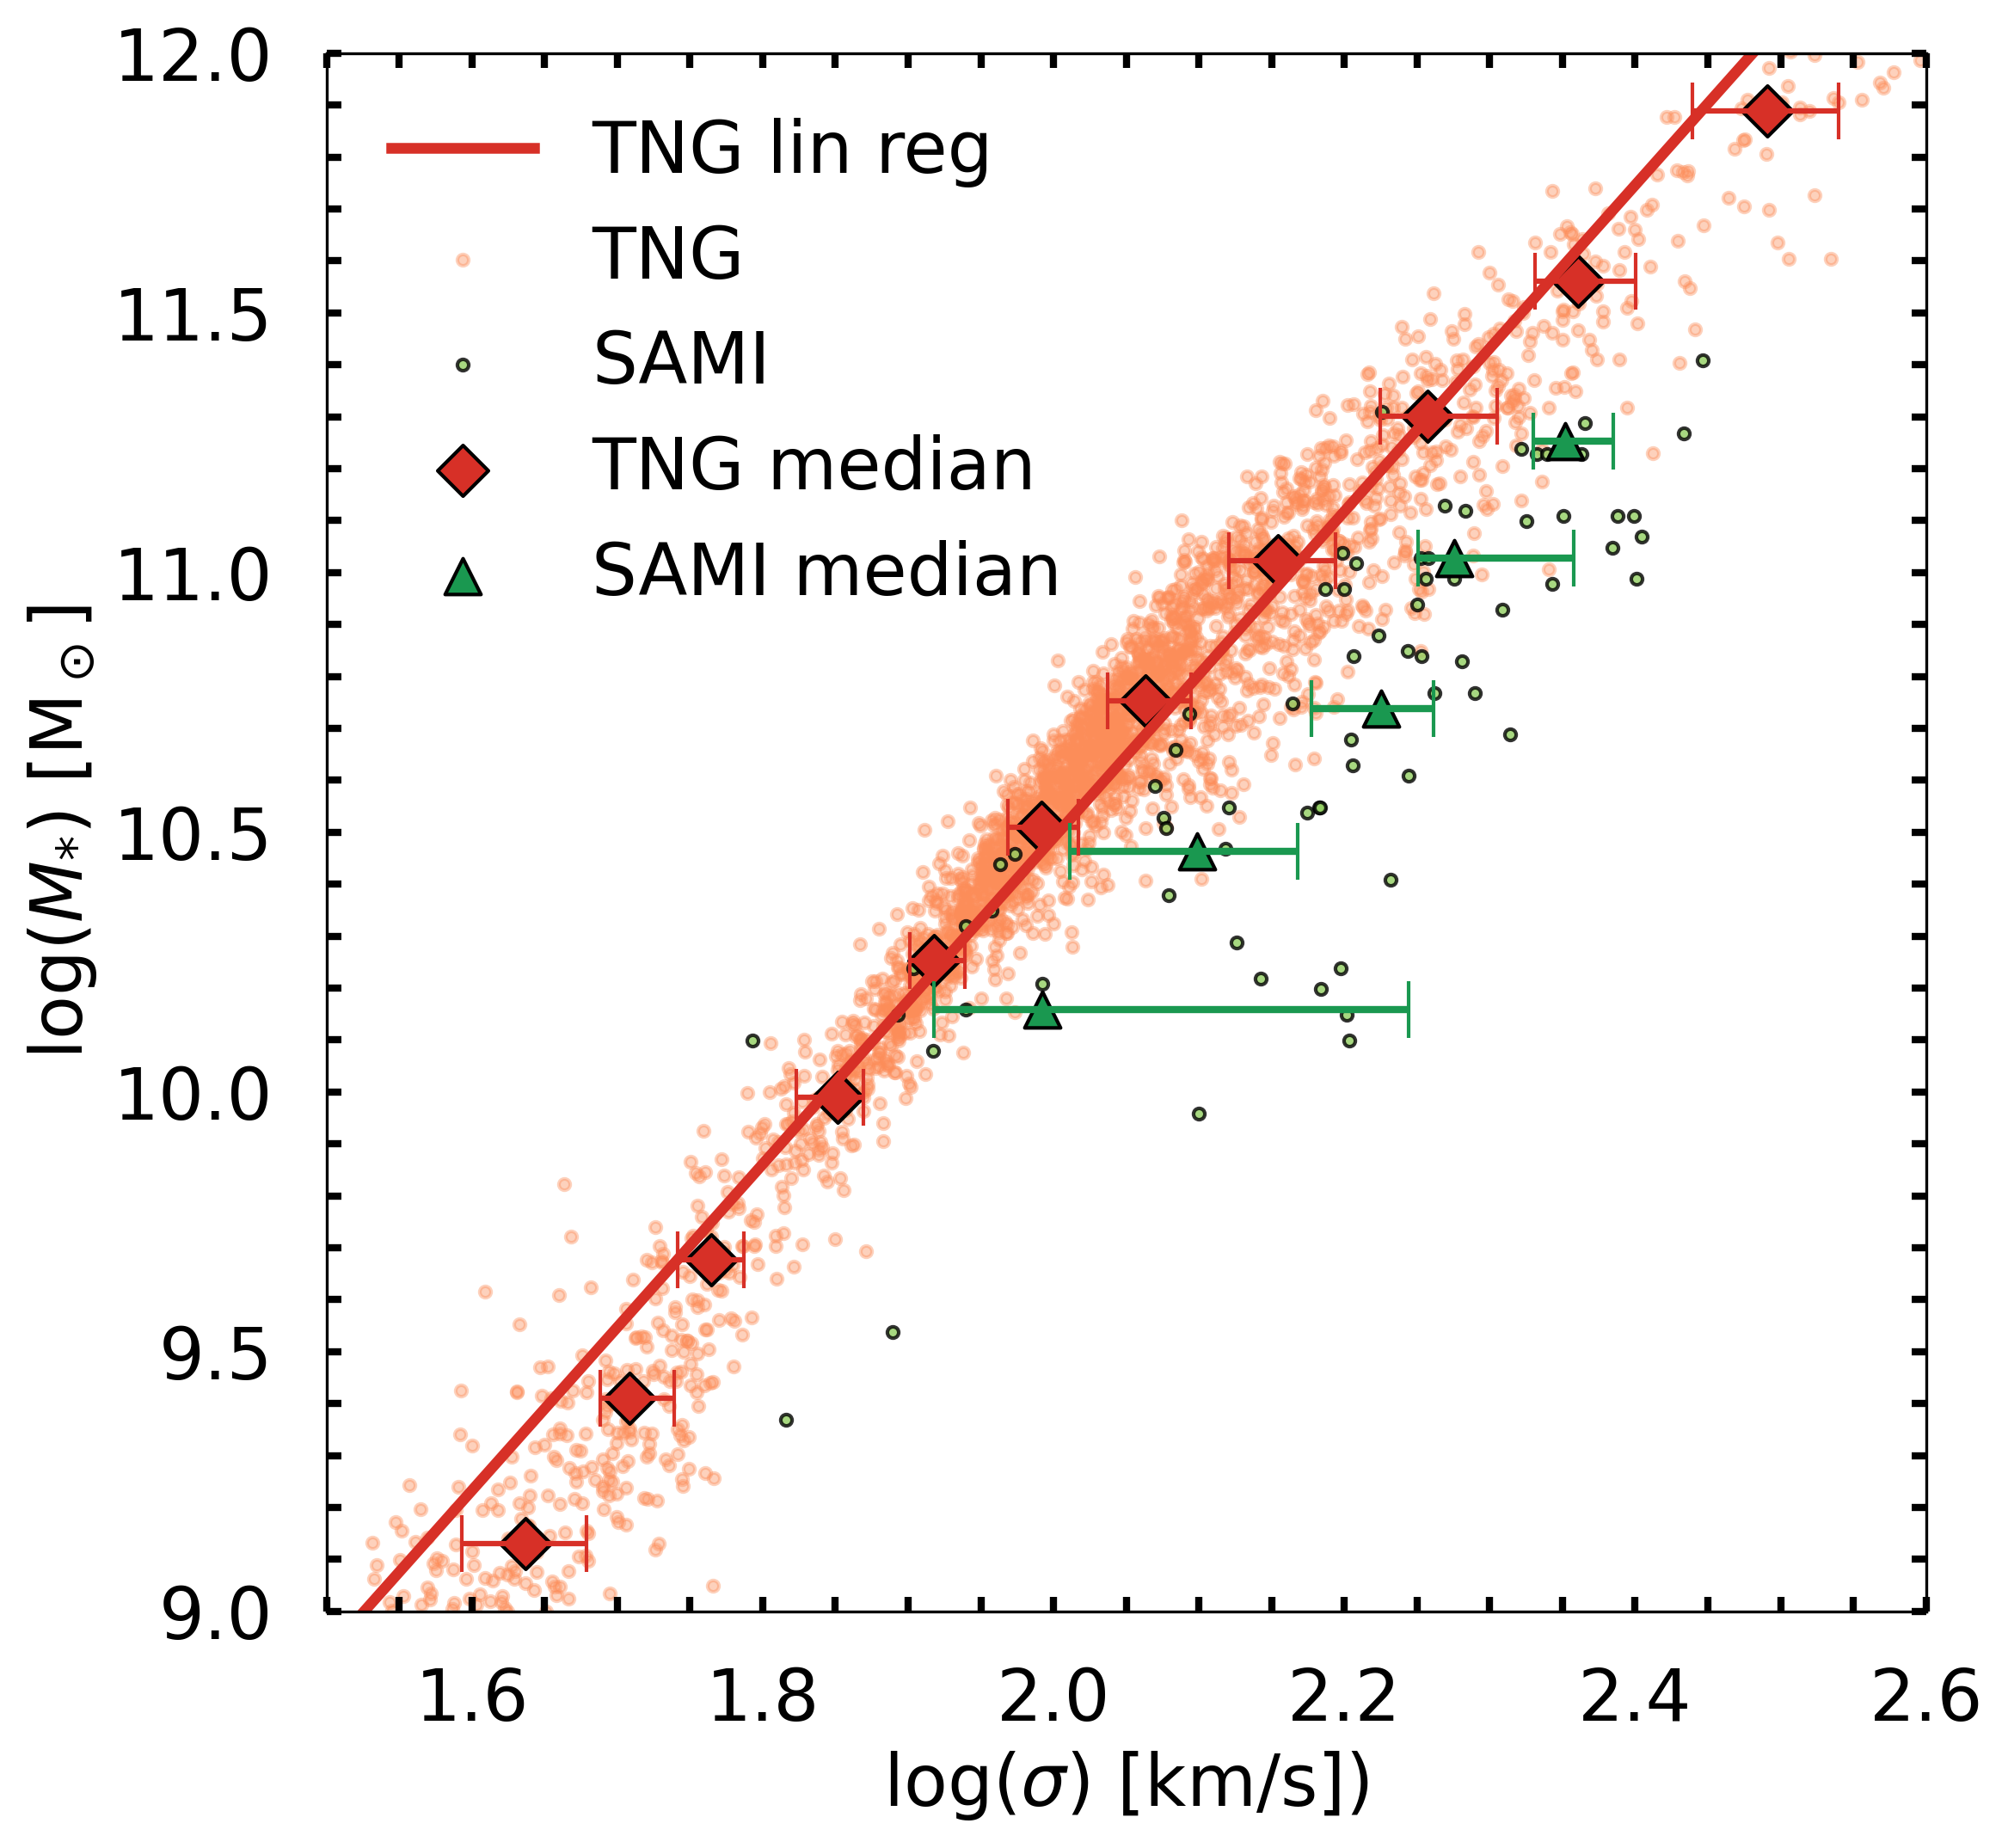 12.0
11.5
11.0
10.5
10.0
9.5
9.0
log(M*) [M⊙]
TNG lin reg
TNG
SAMI
TNG median
SAMI median
1.6 1.8 2.0 2.2 2.4 2.6
log(σ) [km/s])